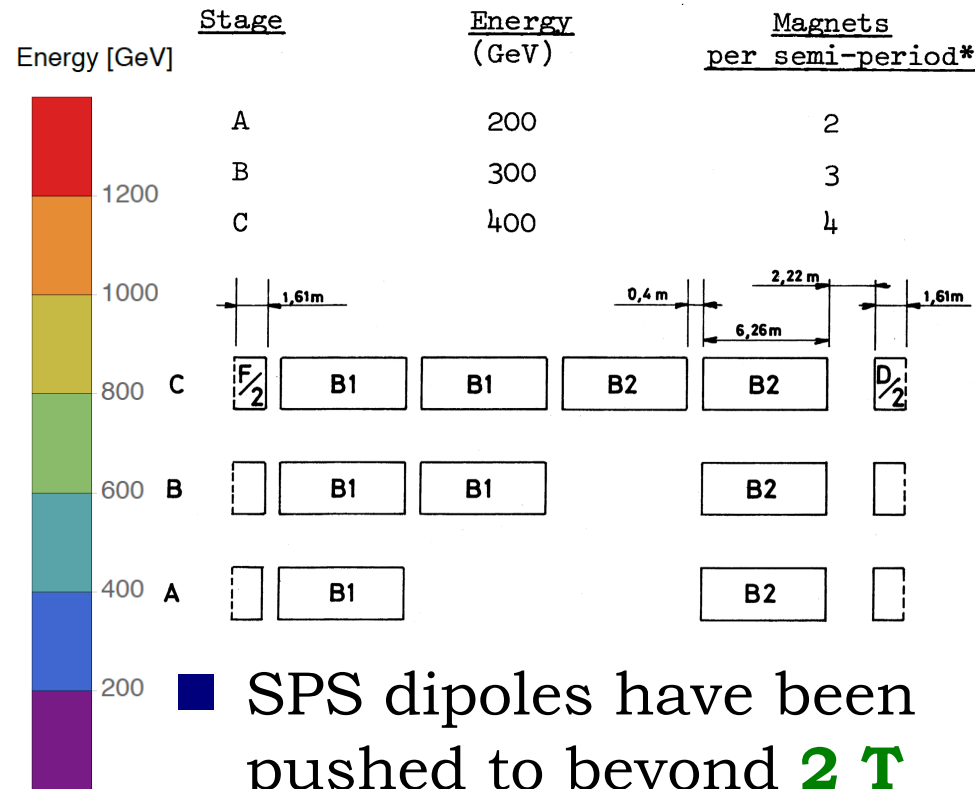 Stage Energy Magnets
Energy [GeV] (GeV) per semi-period*
A 200 2
B 300 3
C 400 4
1200
1000
800
600
400
200
2,22 m
1,61m 0,4 m 1,61m
6,26m
C F/2 B1 B1 B2 B2 D/2
B B1 B1 B2
A B1 B2
SPS dipoles have been
pushed to beyond 2 T